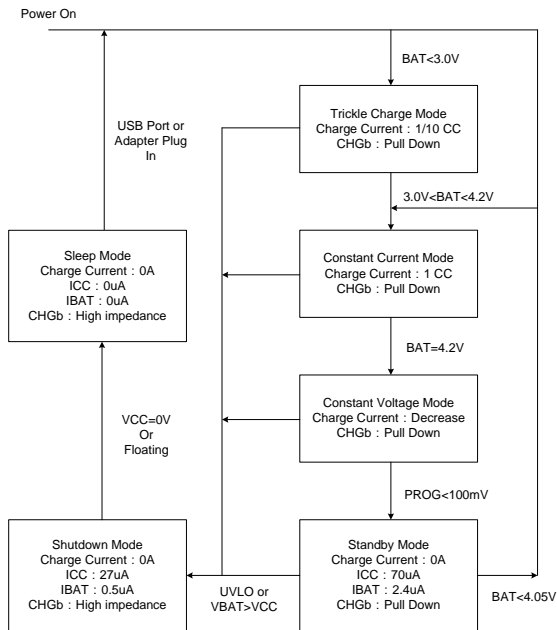 Power On
BAT<3.0V
Trickle Charge Mode
Charge Current : 1/10 CC
CHGb : Pull Down
USB Port or
Adapter Plug
In
3.0V<BAT<4.2V
Sleep Mode
Charge Current : 0A
ICC : 0uA
IBAT : 0uA
CHGb : High impedance
Constant Current Mode
Charge Current : 1 CC
CHGb : Pull Down
BAT=4.2V
Constant Voltage Mode
Charge Current : Decrease
CHGb : Pull Down
VCC=0V
Or
Floating
PROG<100mV
Shutdown Mode
Charge Current : 0A
ICC : 27uA
IBAT : 0.5uA
CHGb : High impedance
UVLO or
VBAT>VCC
Standby Mode
Charge Current : 0A
ICC : 70uA
IBAT : 2.4uA
CHGb : Pull Down
BAT<4.05V